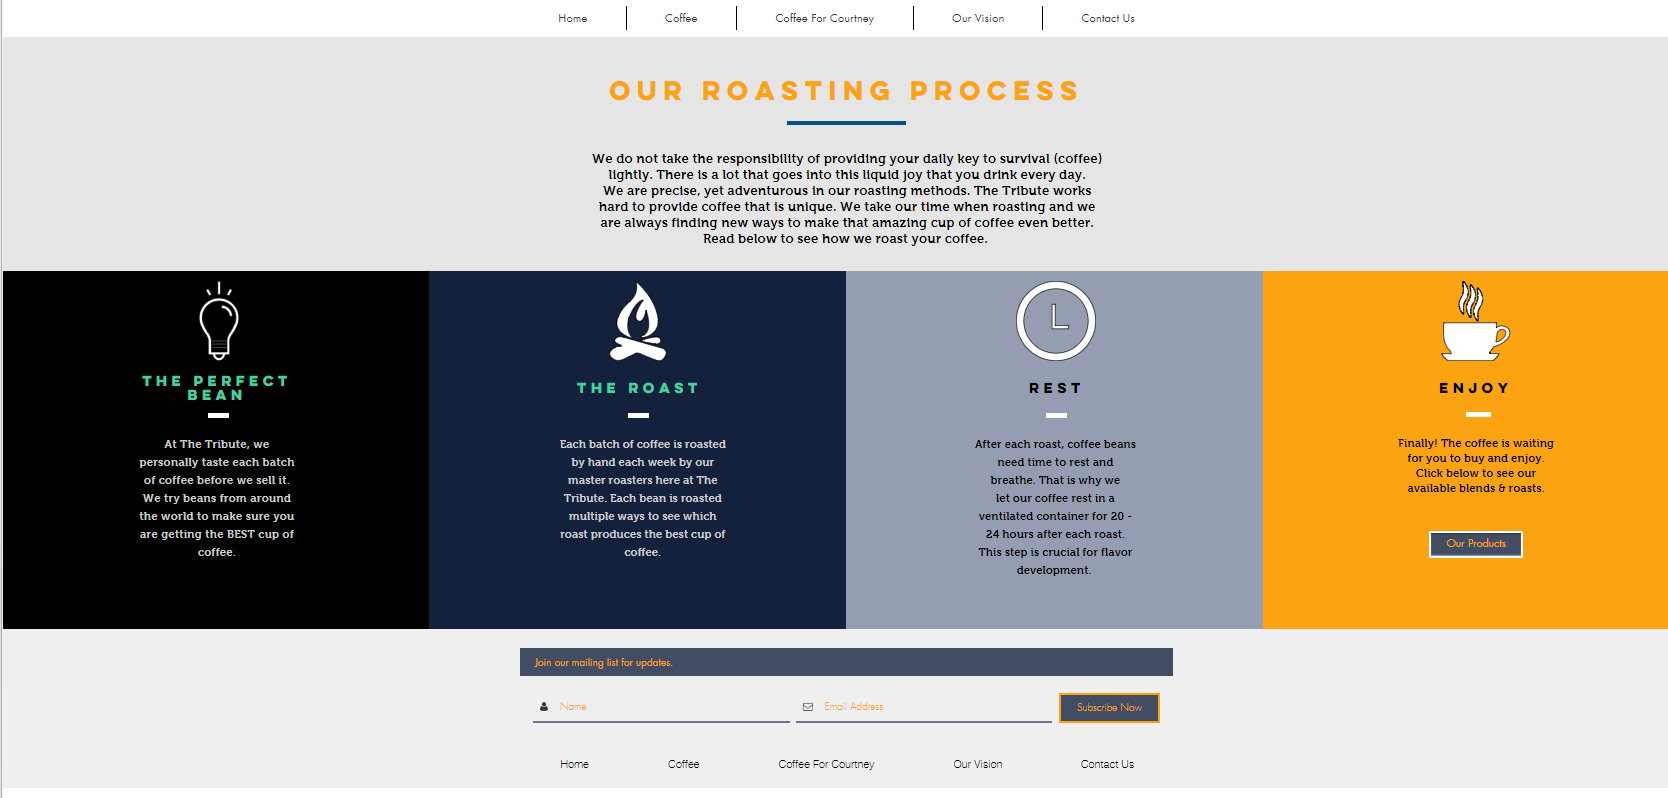 Home
Coffee
Coffee For Courtney
Our Vision
Contact Us
OUR ROASTING PROCESS
We do not take the responsibility of providing your daily key to survival (coffee)
lightly. There is a lot that goes into this liquid joy that you drink every day.
We are precise, yet adventurous in our roasting methods. The Tribute works
hard to provide coffee that is unique. We take our time when roasting and we
are always finding new ways to make that amazing cup of coffee even better.
Read below to see how we roast your coffee.
THE PERFECT
BEAN
At The Tribute, we
personally taste each batch
of coffee before we sell it.
We try beans from around
the world to make sure you
are getting the BEST cup of
coffee.
THE ROAST
Each batch of coffee is roasted
by hand each week by our
master roasters here at The
Tribute. Each bean is roasted
multiple ways to see which
roast produces the best cup of
coffee.
REST
After each roast, coffee beans
need time to rest and
breathe. That is why we
let our coffee rest in a
ventilated container for 20 -
24 hours after each roast.
This step is crucial for flavor
development.
ENJOY
Finally! The coffee is waiting
for you to buy and enjoy.
Click below to see our
available blends & roasts.
Our Products
Join our mailing list for updates.
Name
Email Address
Subscribe Now
Home
Coffee
Coffee For Courtney
Our Vision
Contact Us